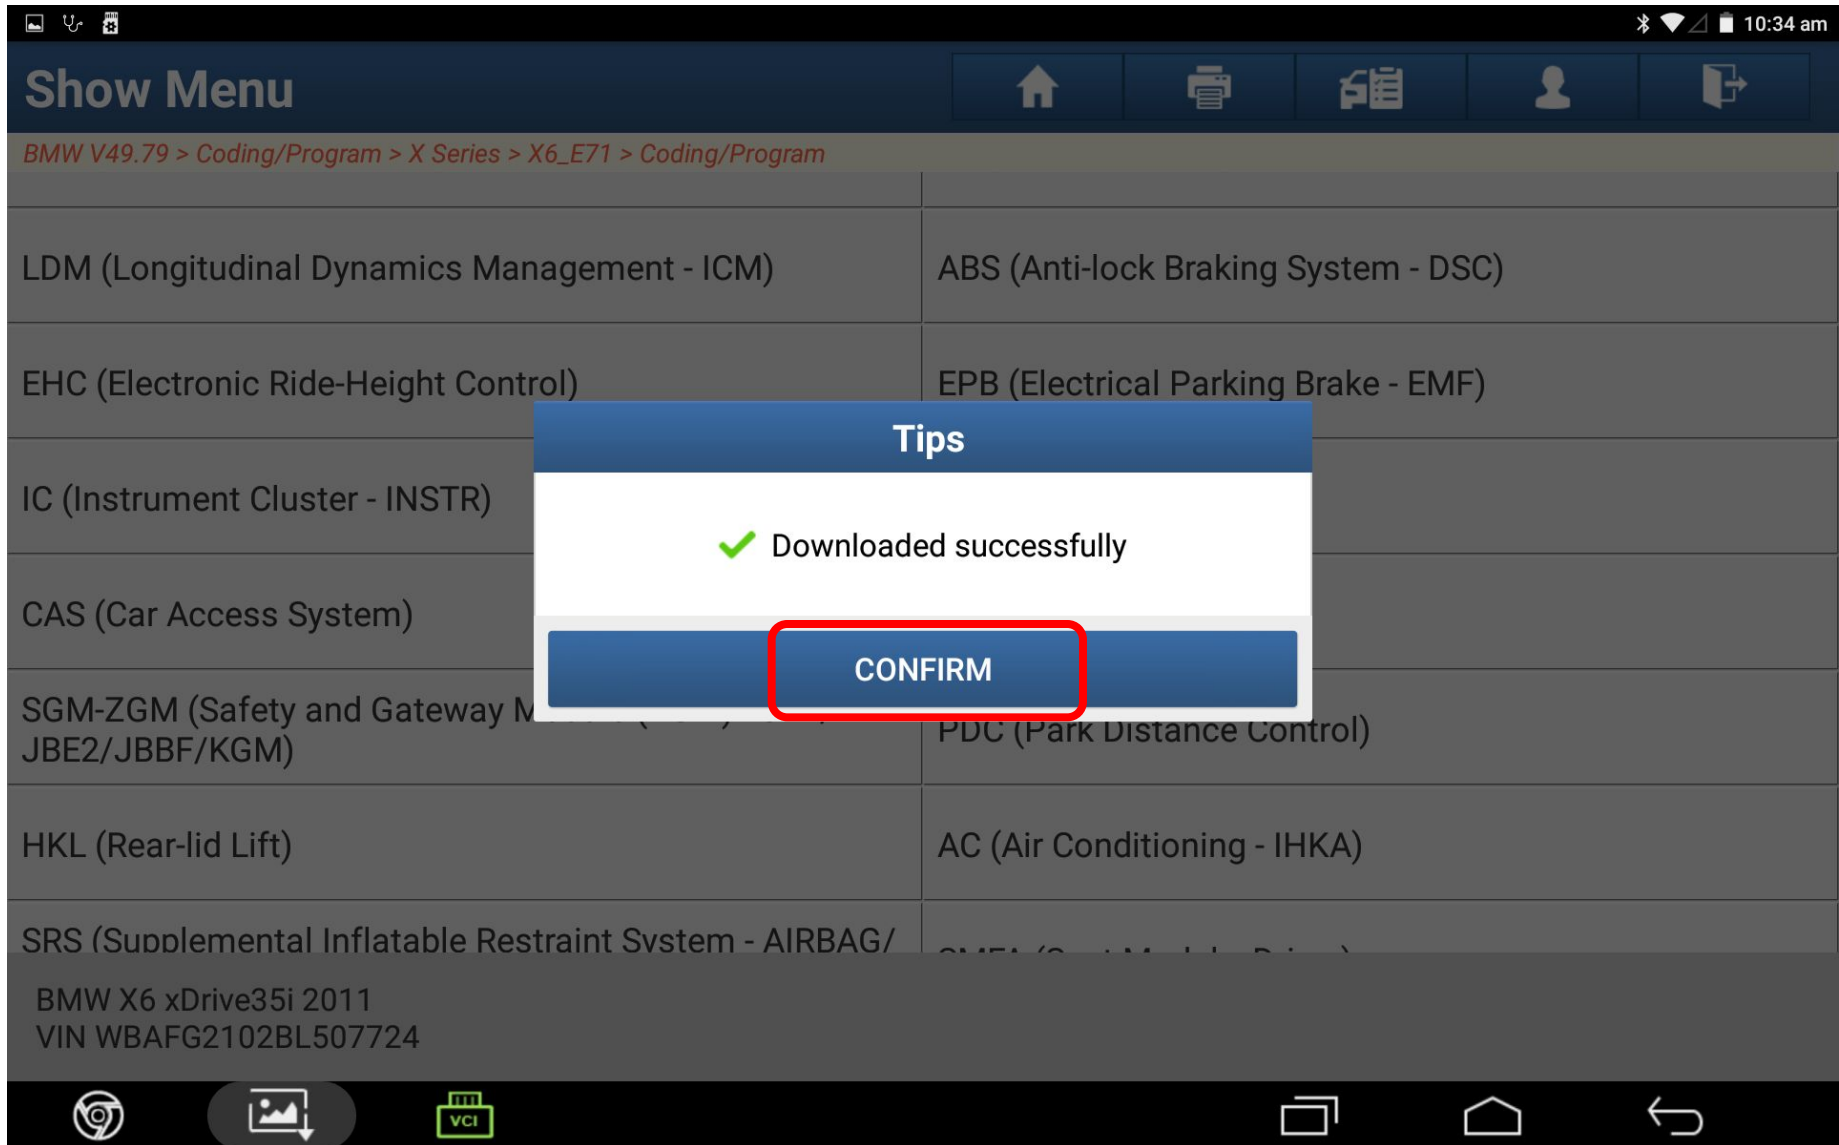 10:34 am
Show Menu
BMW V49.79 > Coding/Program > X Series > X6_E71 > Coding/Program
LDM (Longitudinal Dynamics Management - ICM)
ABS (Anti-lock Braking System - DSC)
EHC (Electronic Ride-Height Control)
EPB (Electrical Parking Brake - EMF)
Tips
IC (Instrument Cluster - INSTR)
Downloaded successfully
CAS (Car Access System)
CONFIRM
SGM-ZGM (Safety and Gateway
JBE2/JBBF/KGM)
PDC (Park Distance Control)
HKL (Rear-lid Lift)
AC (Air Conditioning - IHKA)
SRS (Supplemental Inflatable Restraint System - AIRBAG/
BMW X6 xDrive35i 2011
VIN WBAFG2102BL507724
VCI